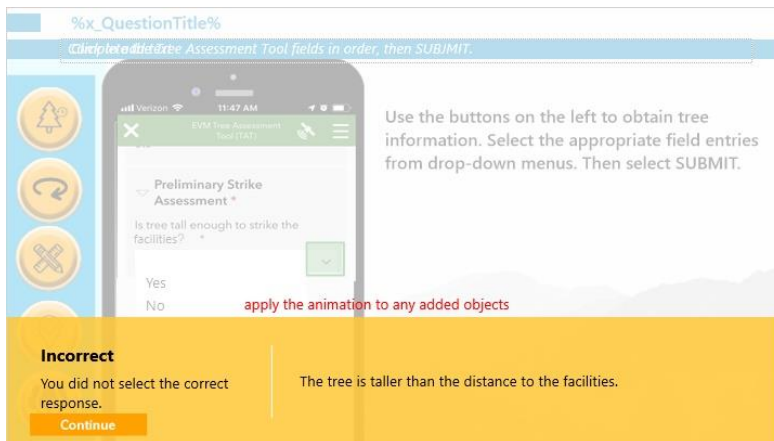 %x_QuestionTitle%
Complete the Tree Assessment Tool fields in order, then SUBJMIT.
Verizon 11:47 AM
EVM Tree Assessment
Tool (TAT)
Use the buttons on the left to obtain tree
information. Select the appropriate field entries
from drop-down menus. Then select SUBMIT.
Preliminary Strike
Assessment *
Is tree tall enough to strike the
facilities? *
Yes
No
apply the animation to any added objects
Incorrect
You did not select the correct
response.
The tree is taller than the distance to the facilities.
Continue